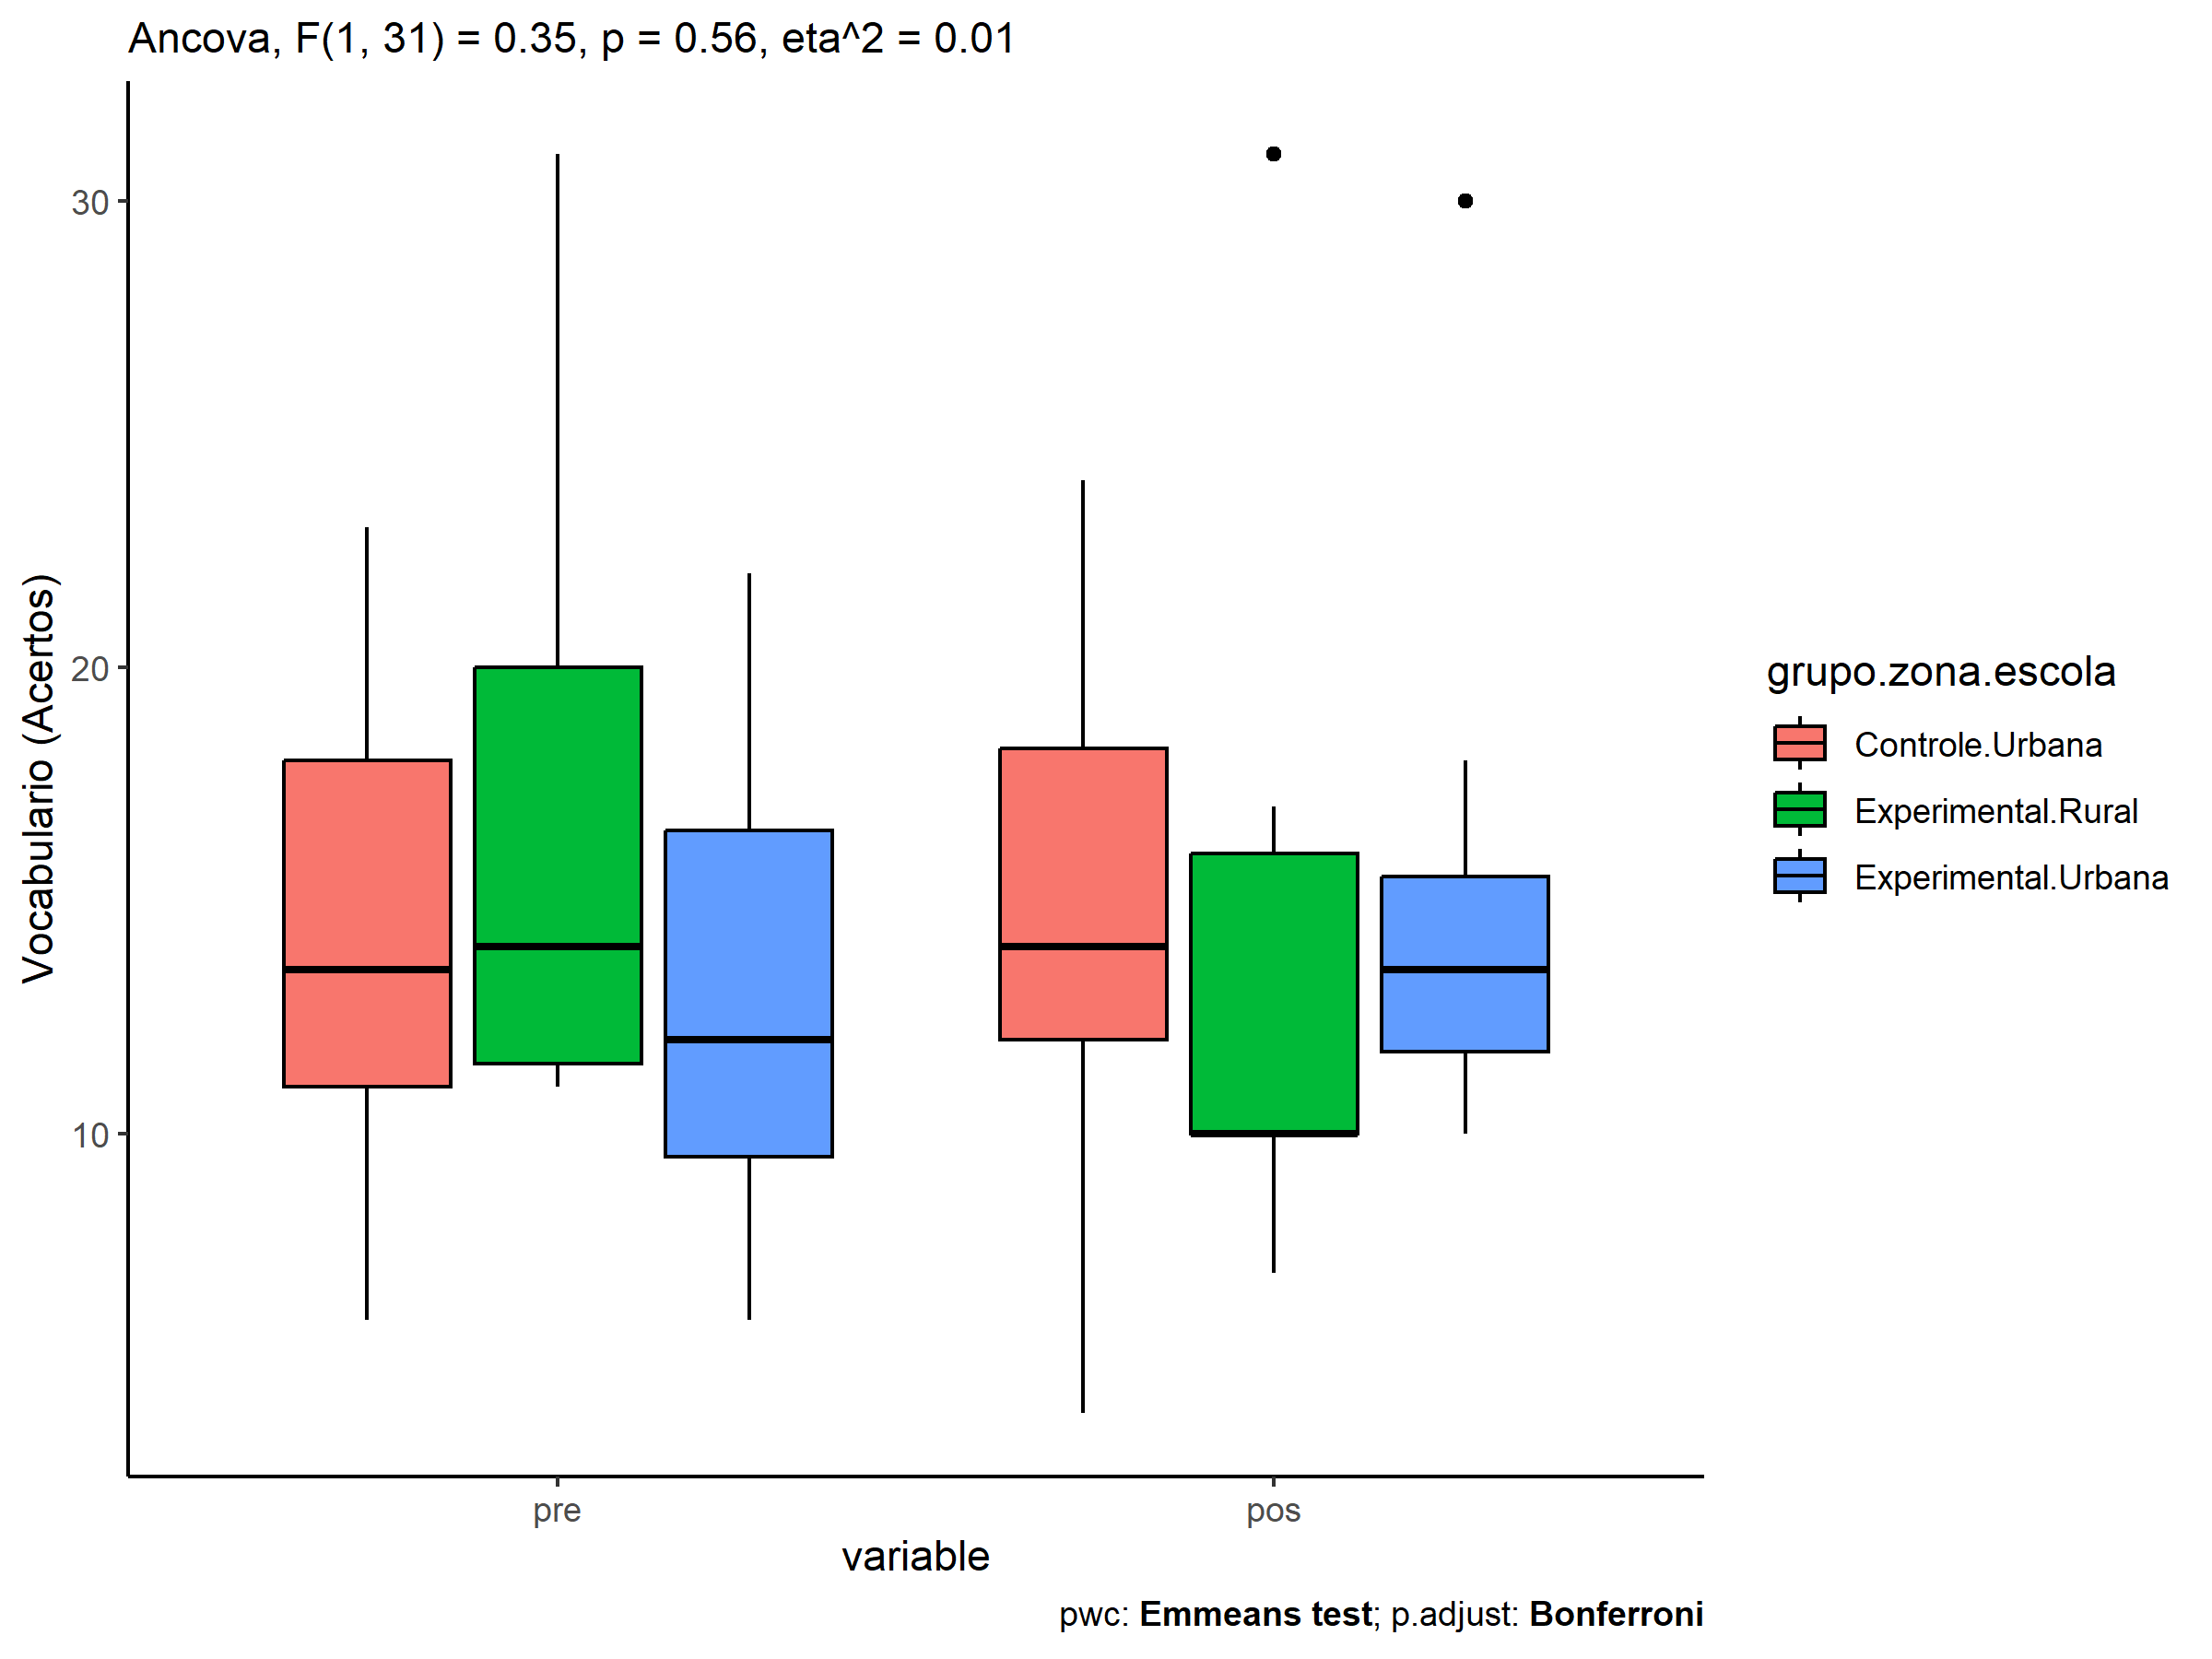 Ancova, F(1, 31) = 0.35, p = 0.56, eta^2 = 0.01
Vocabulario (Acertos)
30
20
10
pre
pos
variable
grupo.zona.escola
Controle.Urbana
Experimental.Rural
Experimental.Urbana
pwc: Emmeans test; p.adjust: Bonferroni